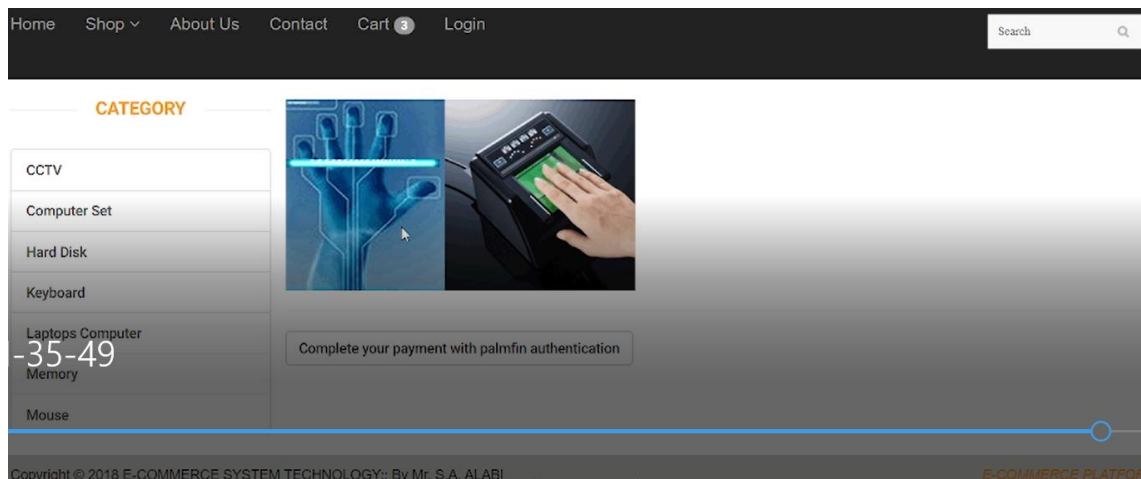 Home Shop About Us Contact Cart 3 Login Search
CATEGORY
CCTV
Computer Set
Hard Disk
Keyboard
Laptops Computer
-35-49
Memory
Mouse
Complete your payment with palmfin authentication
Copyright © 2018 E-COMMERCE SYSTEM TECHNOLOGY:: By Mr. S.A. ALABI
E-COMMERCE